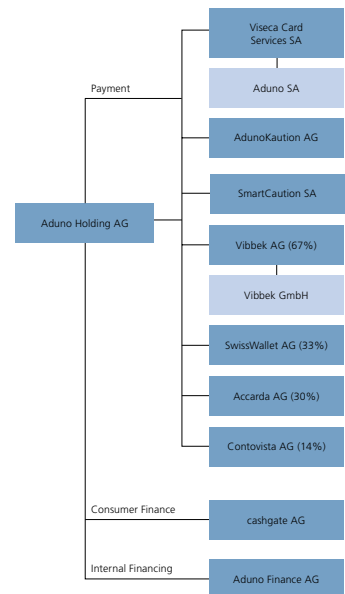 Viseca Card
Services SA
Payment
Aduno SA
AdunoKaution AG
SmartCaution SA
Aduno Holding AG
Vibbek AG (67%)
Vibbek GmbH
SwissWallet AG (33%)
Accarda AG (30%)
Contovista AG (14%)
Consumer Finance
cashgate AG
Internal Financing
Aduno Finance AG